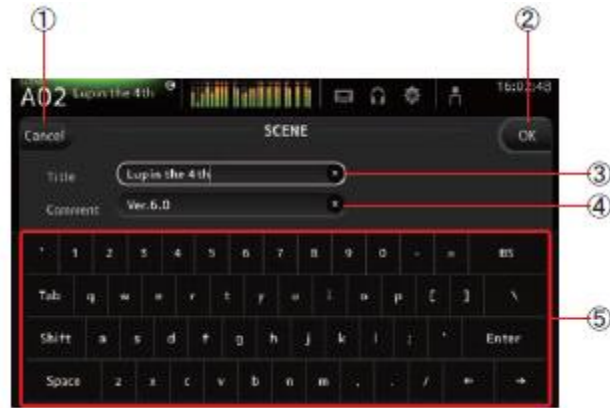 ① ②
A02 Lupin the 4th 16:02:48
Cancel SCENE OK
Title Lupin the 4th ③
Comment Ver.6.0 ④
` 1 2 3 4 5 6 7 8 9 0 - = BS
Tab q w e r t y u i o p [ ] \
Shift a s d f g h j k l ; ' Enter
Space z x c v b n m , . / ← →
⑤